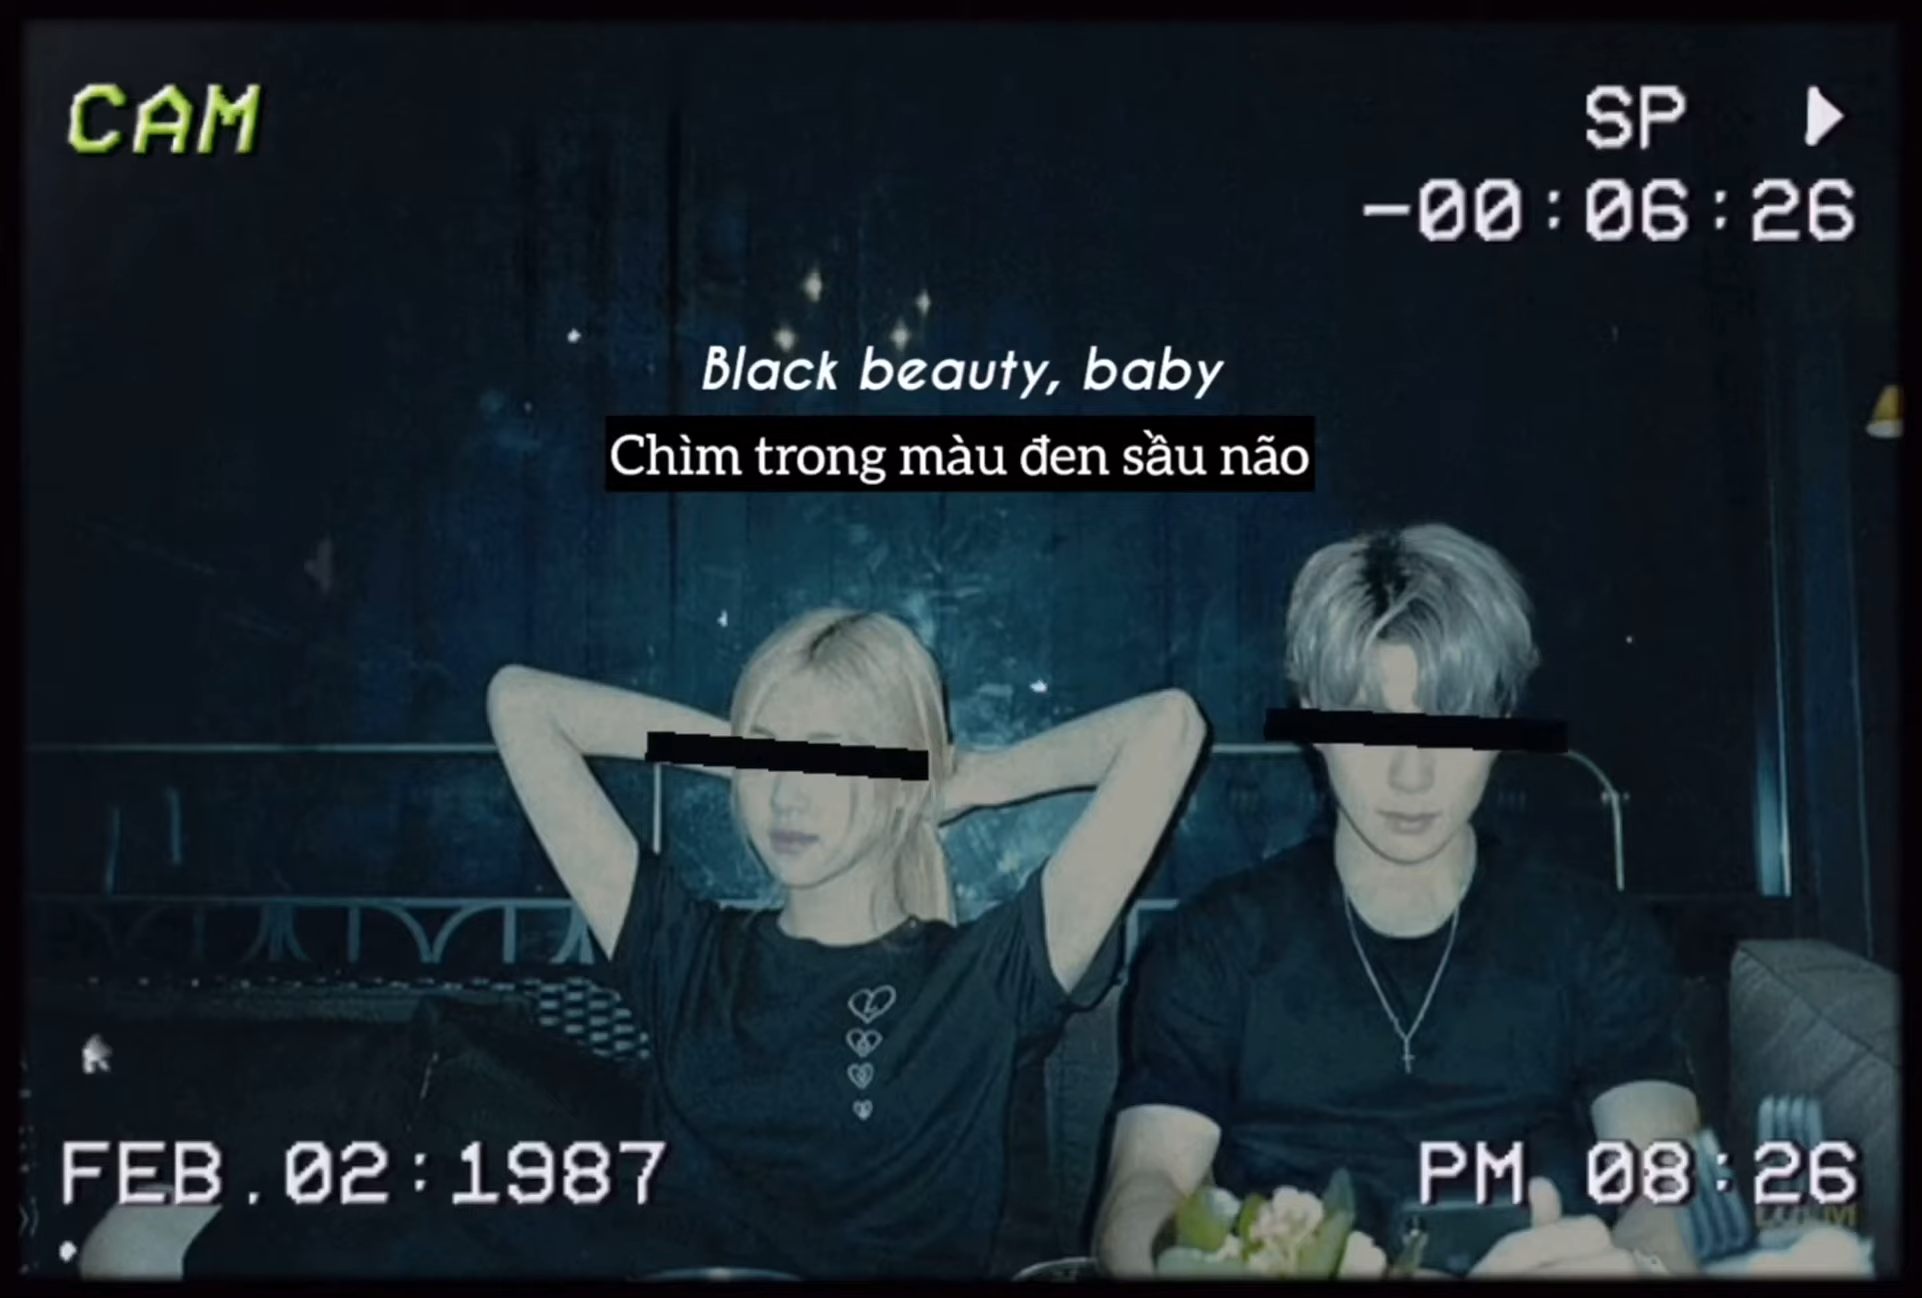 CAM
SP
-00:06:26
Black beauty, baby
Chìm trong màu đen sầu não
FEB.02:1987
PM 08:26